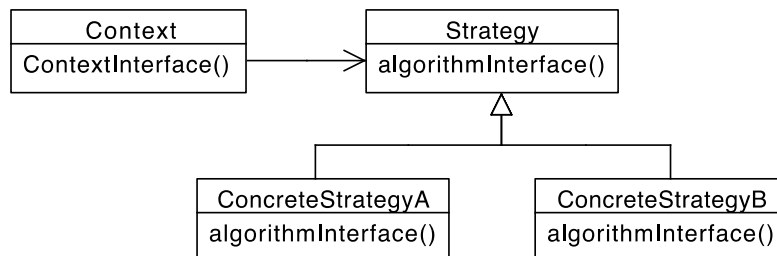 Context
ContextInterface()
Strategy
algorithmInterface()
ConcreteStrategyA
algorithmInterface()
ConcreteStrategyB
algorithmInterface()